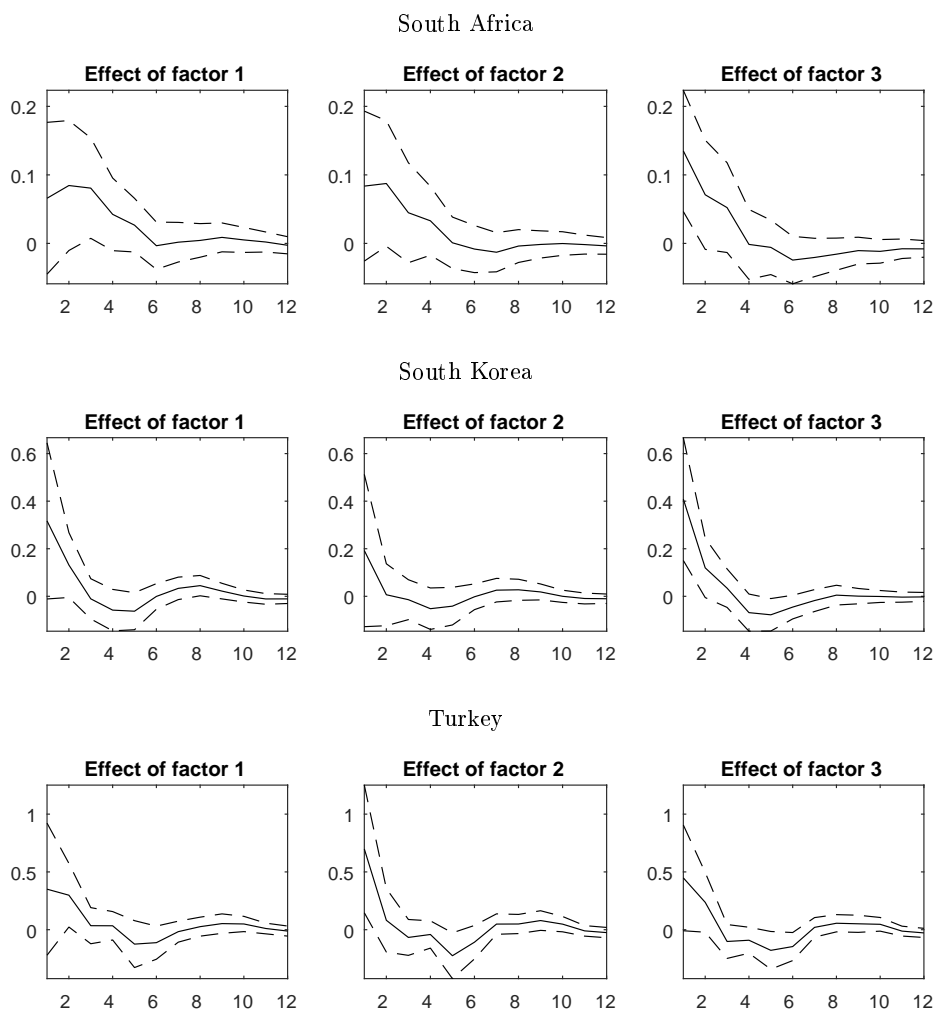 South Africa
Effect of factor 1
Effect of factor 2
Effect of factor 3
0.2
0.1
0
2 4 6 8 10 12
0.2
0.1
0
2 4 6 8 10 12
0.2
0.1
0
2 4 6 8 10 12
South Korea
Effect of factor 1
Effect of factor 2
Effect of factor 3
0.6
0.4
0.2
0
2 4 6 8 10 12
0.6
0.4
0.2
0
2 4 6 8 10 12
0.6
0.4
0.2
0
2 4 6 8 10 12
Turkey
Effect of factor 1
Effect of factor 2
Effect of factor 3
1
0.5
0
2 4 6 8 10 12
1
0.5
0
2 4 6 8 10 12
1
0.5
0
2 4 6 8 10 12